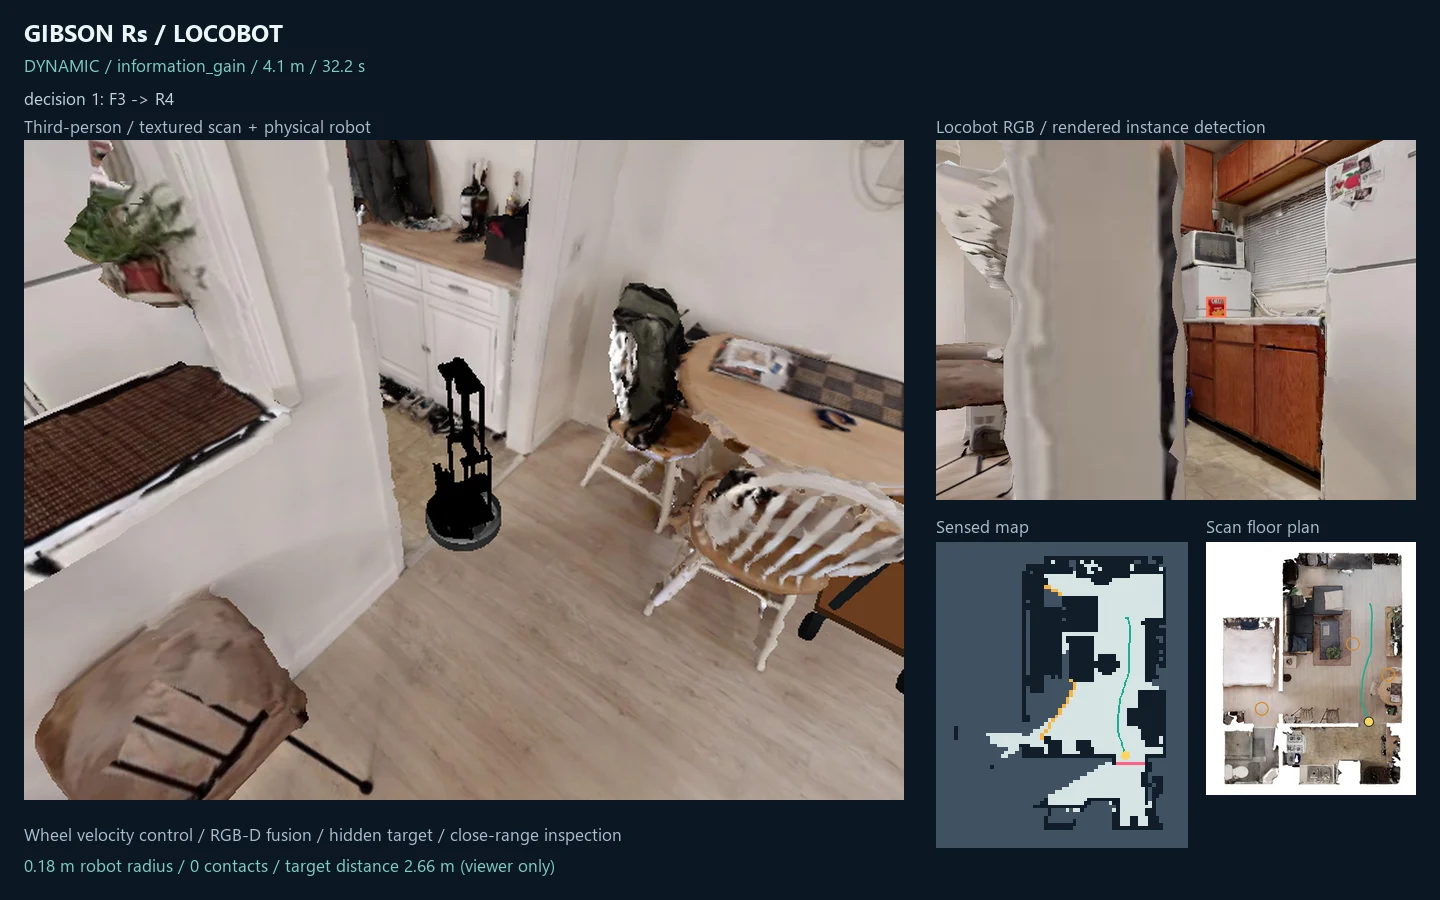 GIBSON Rs / LOCOBOT
DYNAMIC / information_gain / 4.1 m / 32.2 s
decision 1: F3 -> R4
Third-person / textured scan + physical robot
Locobot RGB / rendered instance detection
Sensed map
Scan floor plan
Wheel velocity control / RGB-D fusion / hidden target / close-range inspection
0.18 m robot radius / 0 contacts / target distance 2.66 m (viewer only)